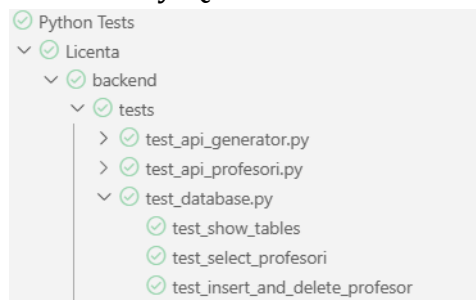 Python Tests
Licenta
backend
tests
test_api_generator.py
test_api_profesori.py
test_database.py
test_show_tables
test_select_profesori
test_insert_and_delete_profesor